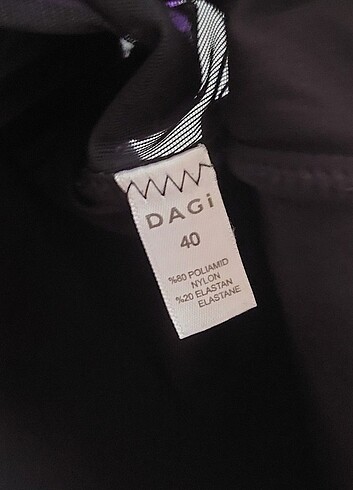 DAGi
40
%80 POLIAMID
NYLON
%20 ELASTAN
ELASTANE